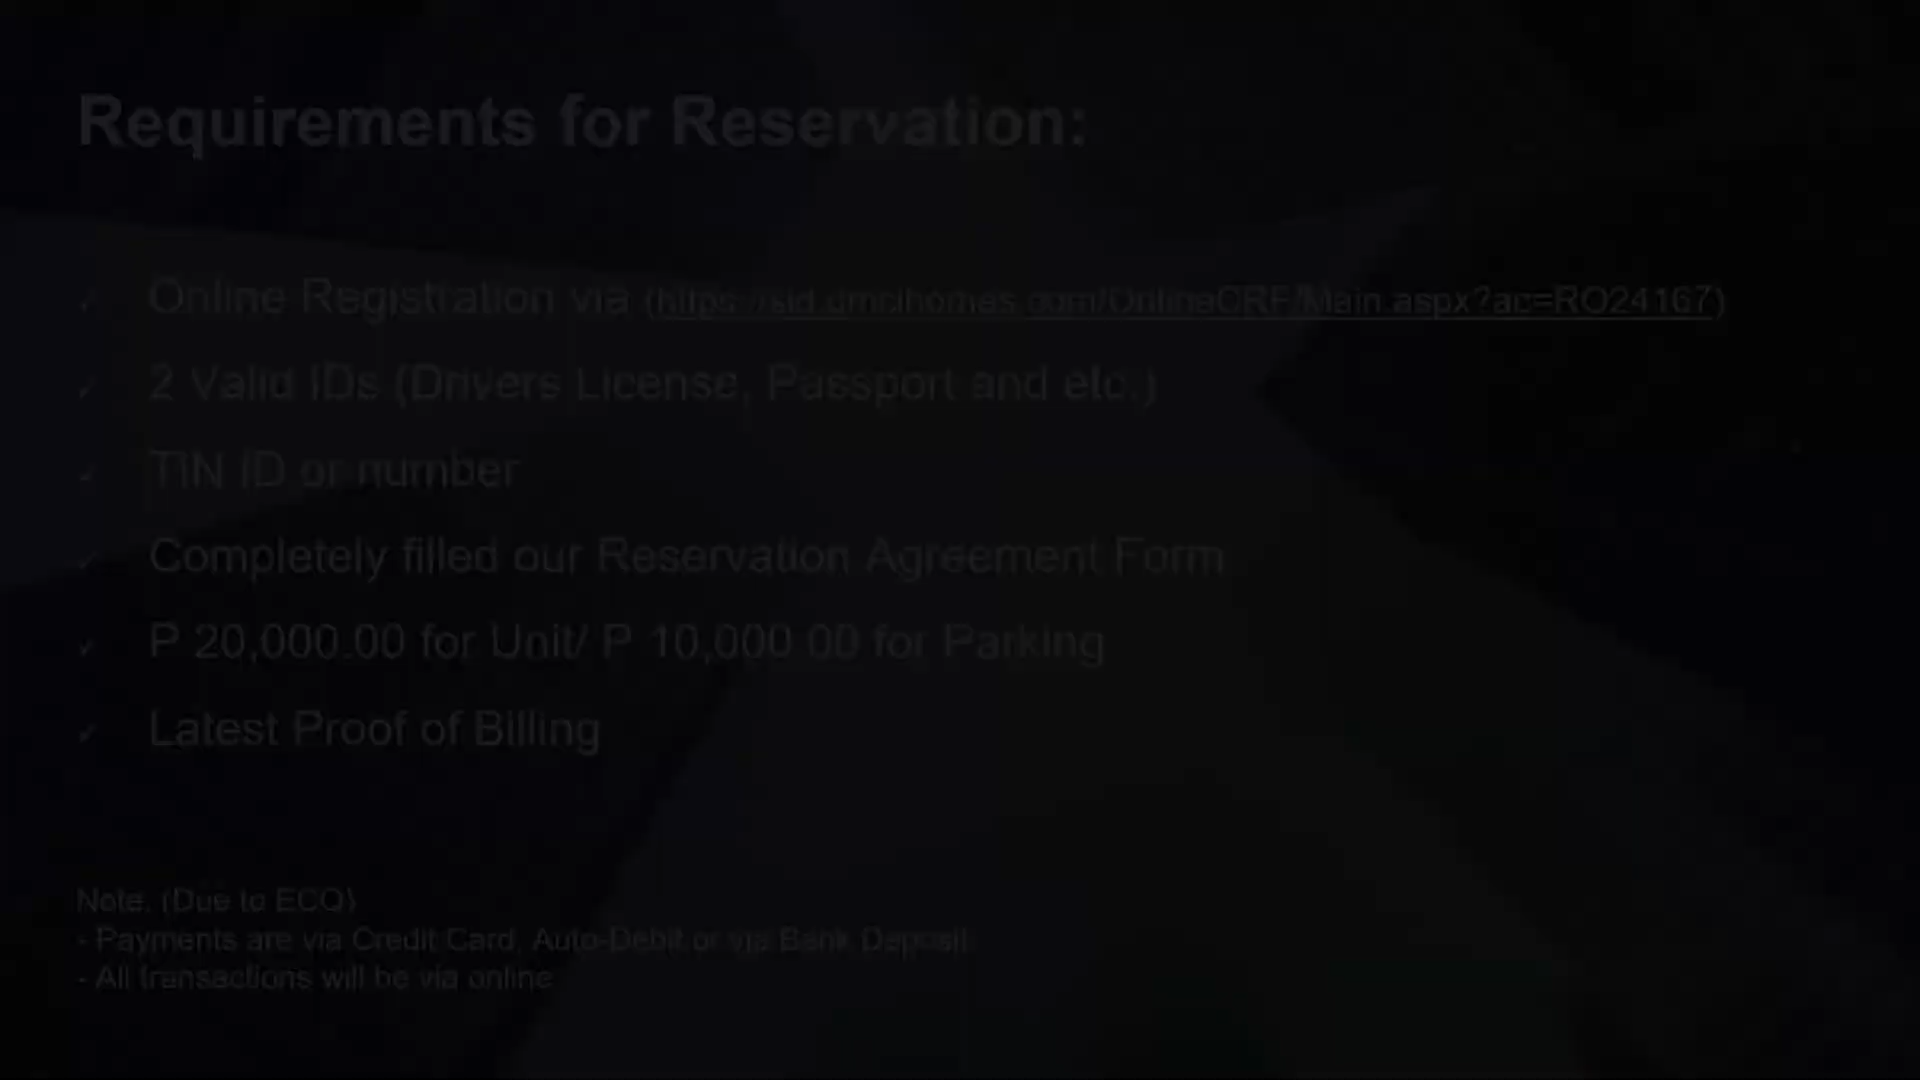 Requirements for Reservation:
Online Registration via (https://sid.dmcihomes.com/OnlineCRF/Main.aspx?ac=RO24167)
2 Valid IDs (Drivers License, Passport and etc.)
TIN ID or number
Completely filled our Reservation Agreement Form
P 20,000.00 for Unit/ P 10,000.00 for Parking
Latest Proof of Billing
Note: (Due to ECQ)
- Payments are via Credit Card, Auto-Debit or via Bank Deposit
- All transactions will be via online